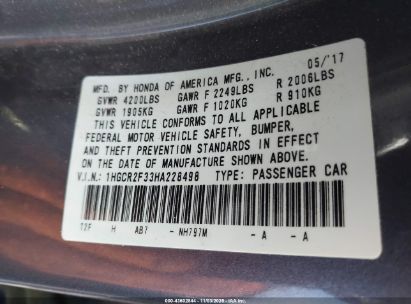 MFD. BY HONDA OF AMERICA MFG., INC. 05/'17
GVWR 4200LBS GAWR F 2249LBS R 2006LBS
GVWR 1905KG GAWR F 1020KG R 910KG
THIS VEHICLE CONFORMS TO ALL APPLICABLE
FEDERAL MOTOR VEHICLE SAFETY, BUMPER,
AND THEFT PREVENTION STANDARDS IN EFFECT
ON THE DATE OF MANUFACTURE SHOWN ABOVE.
V.I.N.: 1HGCR2F33HA228498 TYPE: PASSENGER CAR
T2F H AB7 - NH797M - A - A